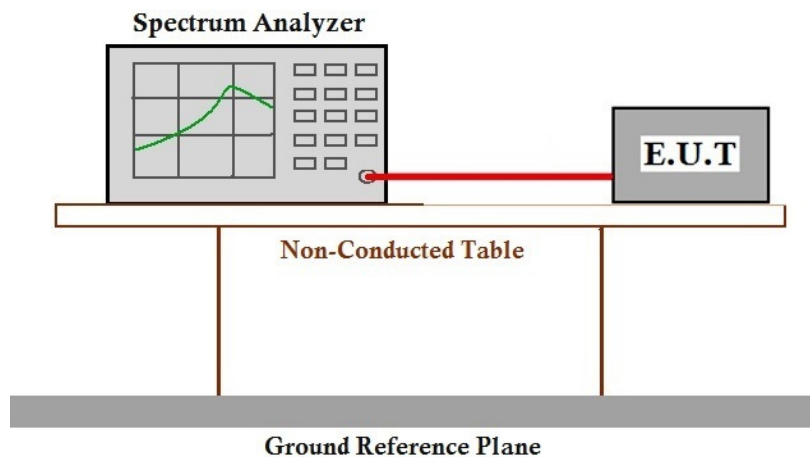 Spectrum Analyzer
E.U.T
Non-Conducted Table
Ground Reference Plane